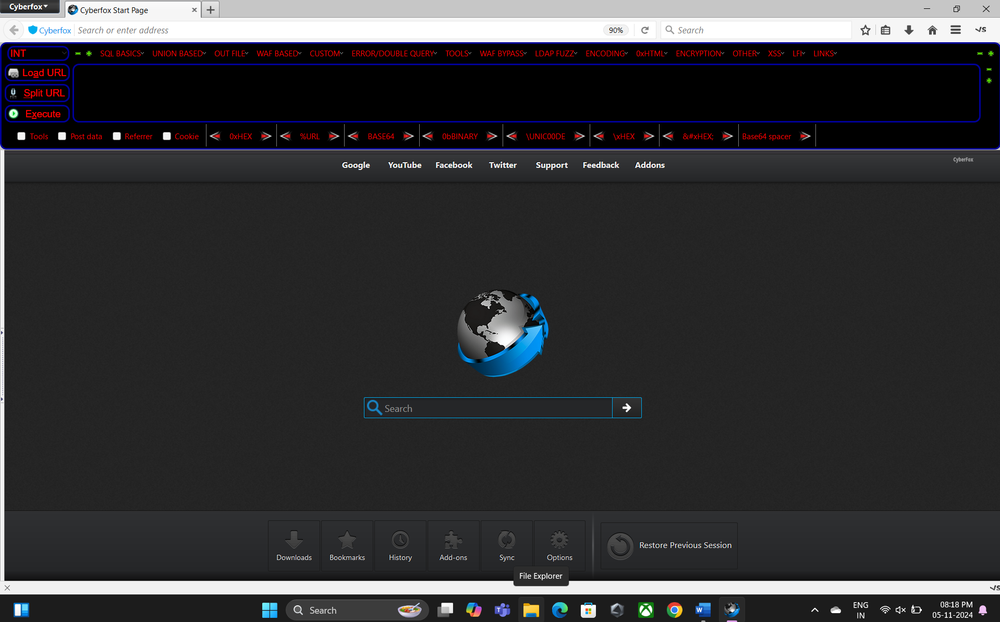 Cyberfox
Cyberfox Start Page
Cyberfox
Search or enter address
90%
Search
INT
SQL BASICS
UNION BASED
OUT FILE
WAF BASED
CUSTOM
ERROR/DOUBLE QUERY
TOOLS
WAF BYPASS
LDAP FUZZ
ENCODING
0xHTML
ENCRYPTION
OTHER
XSS
LFI
LINKS
Load URL
Split URL
Execute
Tools
Post data
Referrer
Cookie
0xHEX
%URL
BASE64
0bBINARY
\UNIC00DE
\xHEX
&#xHEX;
Base64 spacer
Google
YouTube
Facebook
Twitter
Support
Feedback
Addons
CyberFox
Search
Downloads
Bookmarks
History
Add-ons
Sync
Options
Restore Previous Session
File Explorer
Search
ENG
IN
08:18 PM
05-11-2024